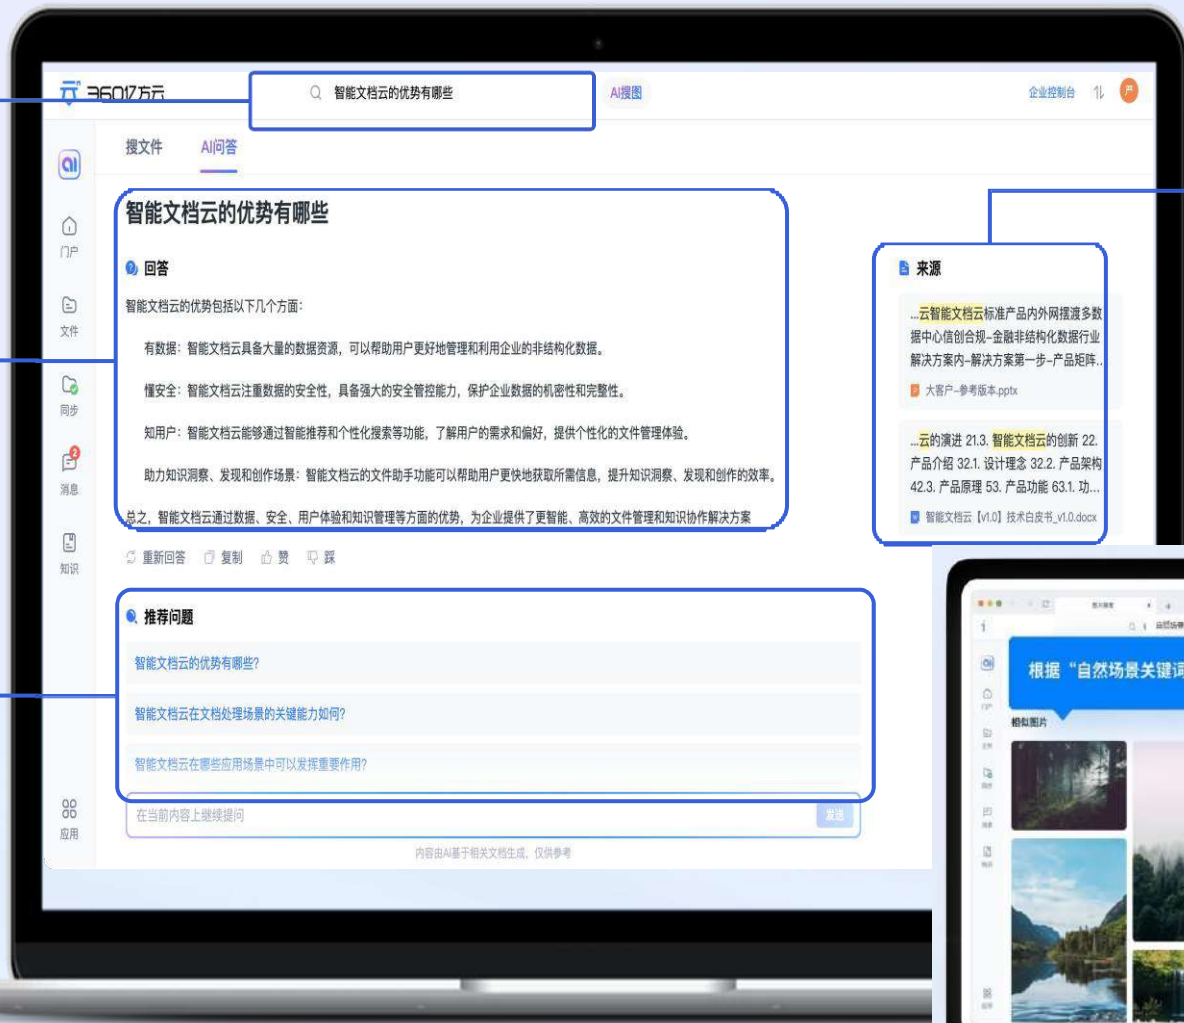 360亿方云
智能文档云的优势有哪些
AI搜图
企业控制台
严
搜文件
AI问答
门户
文件
同步
2
消息
知识
应用
智能文档云的优势有哪些
回答
智能文档云的优势包括以下几个方面：
有数据：智能文档云具备大量的数据资源，可以帮助用户更好地管理和利用企业的非结构化数据。
懂安全：智能文档云注重数据的安全性，具备强大的安全管控能力，保护企业数据的机密性和完整性。
知用户：智能文档云能够通过智能推荐和个性化搜索等功能，了解用户的需求和偏好，提供个性化的文件管理体验。
助力知识洞察、发现和创作场景：智能文档云的文件助手功能可以帮助用户更快地获取所需信息，提升知识洞察、发现和创作的效率。
总之，智能文档云通过数据、安全、用户体验和知识管理等方面的优势，为企业提供了更智能、高效的文件管理和知识协作解决方案
重新回答 复制 赞 踩
来源
...云智能文档云标准产品内外网摆渡多数
据中心信创合规-金融非结构化数据行业
解决方案内-解决方案第一步-产品矩阵...
大客户-参考版本.pptx
...云的演进 21.3. 智能文档云的创新 22.
产品介绍 32.1. 设计理念 32.2. 产品架构
42.3. 产品原理 53. 产品功能 63.1. 功...
智能文档云【v1.0】技术白皮书_v1.0.docx
推荐问题
智能文档云的优势有哪些?
智能文档云在文档处理场景的关键能力如何?
智能文档云在哪些应用场景中可以发挥重要作用?
在当前内容上继续提问
发送
内容由AI基于相关文档生成，仅供参考
根据“自然场景关键词
相似图片